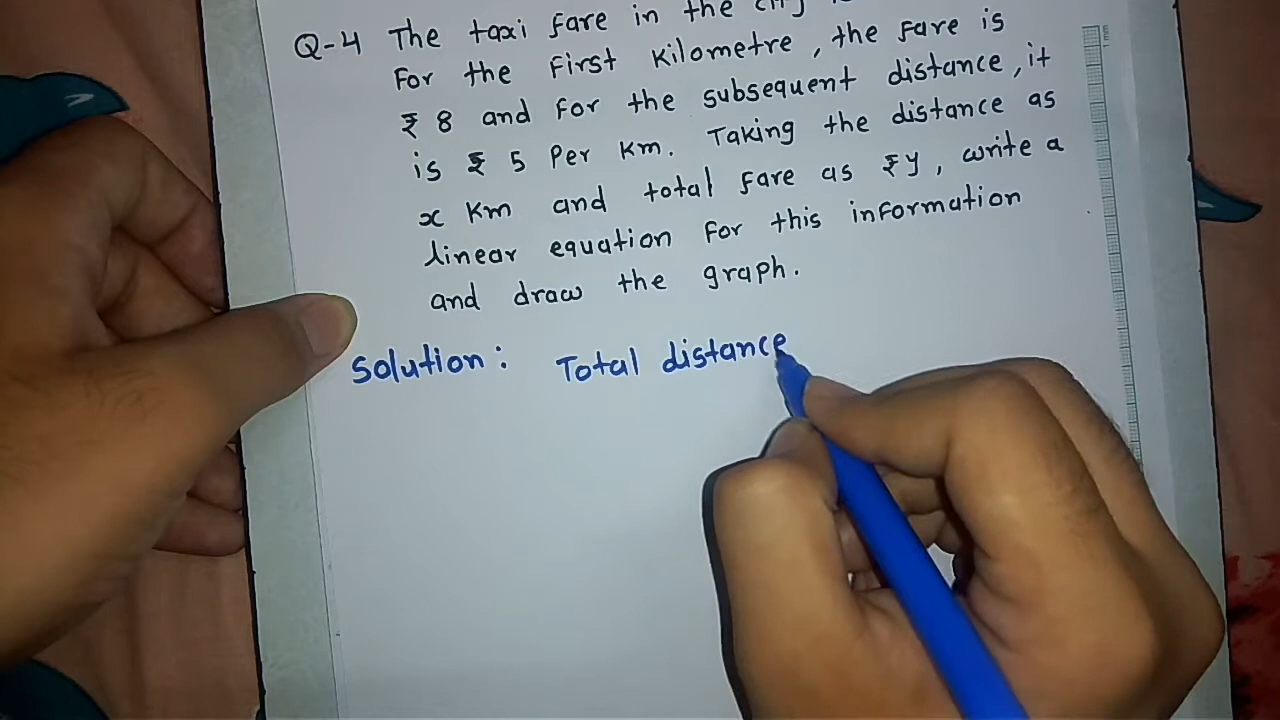 Q-4 The taxi fare in the city
For the First Kilometre, the fare is
₹ 8 and for the subsequent distance, it
is ₹ 5 Per Km. Taking the distance as
x Km and total fare as ₹y, write a
linear equation for this information
and draw the graph.
Solution: Total distance